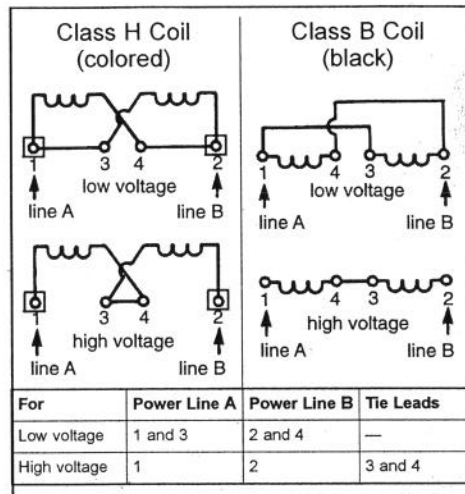 Class H Coil
(colored)
1 3 4 2
low voltage
line A line B
1 3 4 2
high voltage
line A line B
Class B Coil
(black)
1 4 3 2
low voltage
line A line B
1 4 3 2
high voltage
line A line B
For Power Line A Power Line B Tie Leads
Low voltage 1 and 3 2 and 4 —
High voltage 1 2 3 and 4